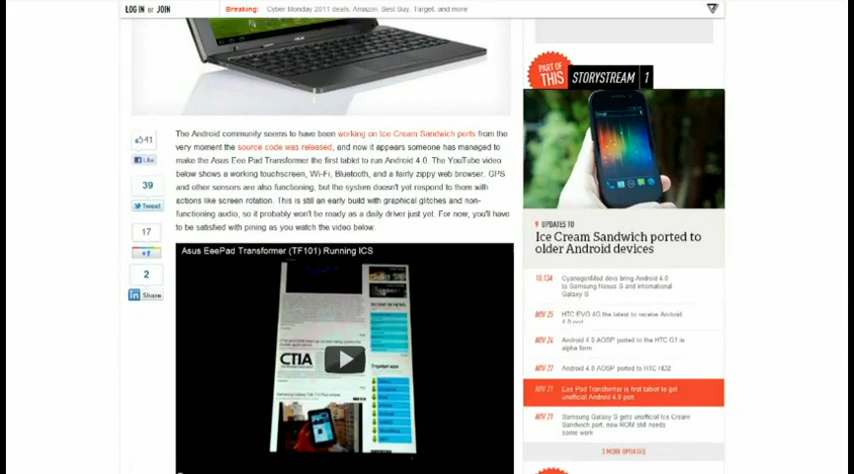 LOG IN or JOIN
Breaking: Cyber Monday 2011 deals: Amazon, Best Buy, Target, and more
The Android community seems to have been working on Ice Cream Sandwich ports from the
very moment the source code was released, and now it appears someone has managed to
make the Asus Eee Pad Transformer the first tablet to run Android 4.0. The YouTube video
below shows a working touchscreen, Wi-Fi, Bluetooth, and a fairly zippy web browser. GPS
and other sensors are also functioning, but the system doesn't yet respond to them with
actions like screen rotation. This is still an early build with graphical glitches and non-
functioning audio, so it probably won't be ready as a daily driver just yet. For now, you'll have
to be satisfied with pining as you watch the video below.
41
Like
39
Tweet
17
+1
2
in Share
Asus EeePad Transformer (TF101) Running ICS
CTIA
PART OF
THIS STORYSTREAM 1
9 UPDATES TO
Ice Cream Sandwich ported to
older Android devices
CyanogenMod devs bring Android 4.0
to Samsung Nexus S and international
Galaxy S
NOV 25 HTC EVO 4G the latest to receive Android
4.0 port
NOV 24 Android 4.0 AOSP ported to the HTC G1 in
alpha form
Android 4.0 AOSP ported to HTC HD2
NOV 21 Eee Pad Transformer is first tablet to get
unofficial Android 4.0 port
Samsung Galaxy S gets unofficial Ice Cream
Sandwich port, new ROM still needs
some work
3 MORE UPDATES